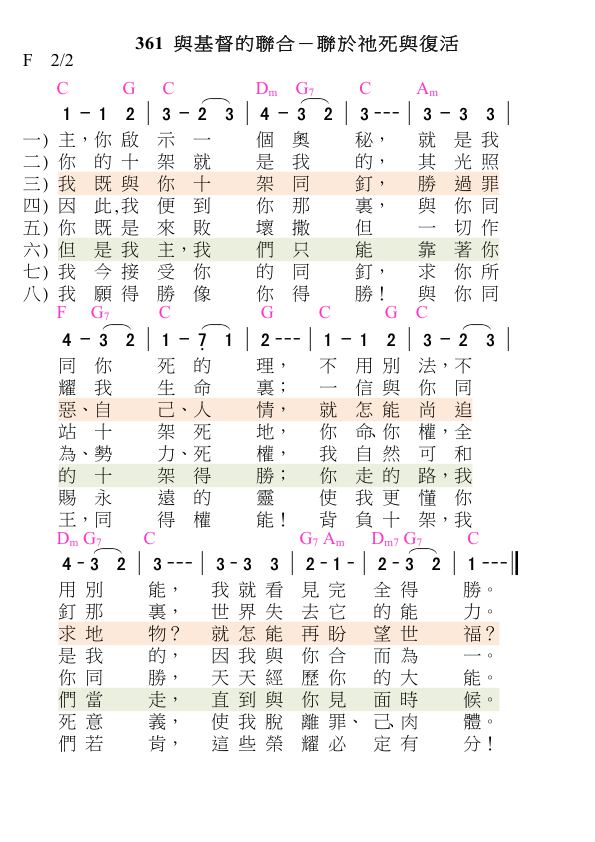 361 與基督的聯合－聯於祂死與復活
F 2/2
C G C Dm G7 C Am
1 - 1 2 | 3 - 2 3 | 4 - 3 2 | 3 - - - | 3 - 3 3 |
一) 主，你 啟 示 一 個 奧 秘， 就 是 我
二) 你 的 十 架 就 是 我 的， 其 光 照
三) 我 既 與 你 十 架 同 釘， 勝 過 罪
四) 因 此，我 便 到 你 那 裏， 與 你 同
五) 你 既 是 來 敗 壞 撒 但 一 切 作
六) 但 是 我 主，我 們 只 能 靠 著 你
七) 我 今 接 受 你 的 同 釘， 求 你 所
八) 我 願 得 勝 像 你 得 勝！ 與 你 同
F G7 C G C G C
4 - 3 2 | 1 - 7̣ 1 | 2 - - - | 1 - 1 2 | 3 - 2 3 |
同 你 死 的 理， 不 用 別 法，不
耀 我 生 命 裏； 一 信 與 你 同
惡、自 己、人 情， 就 怎 能 尚 追
站 十 架 死 地， 你 命、你 權，全
為、勢 力、死 權， 我 自 然 可 和
的 十 架 得 勝； 你 走 的 路，我
賜 永 遠 的 靈 使 我 更 懂 你
王，同 得 權 能！ 背 負 十 架，我
Dm G7 C G7 Am Dm7 G7 C
4 - 3 2 | 3 - - - | 3 - 3 3 | 2 - 1 - | 2 - 3 2 | 1 - - - ||
用 別 能， 我 就 看 見 完 全 得 勝。
釘 那 裏， 世 界 失 去 它 的 能 力。
求 地 物？ 就 怎 能 再 盼 望 世 福？
是 我 的， 因 我 與 你 合 而 為 一。
你 同 勝， 天 天 經 歷 你 的 大 能。
們 當 走， 直 到 與 你 見 面 時 候。
死 意 義， 使 我 脫 離 罪、 己、肉 體。
們 若 肯， 這 些 榮 耀 必 定 有 分！